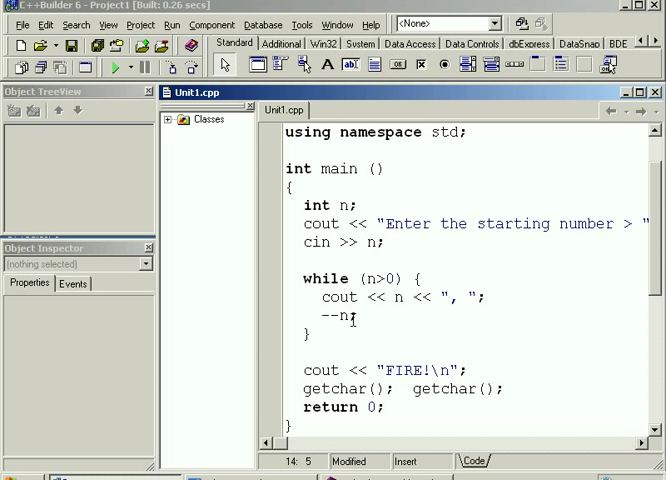 C++Builder 6 - Project1 [Built: 0.26 secs]
File Edit Search View Project Run Component Database Tools Window Help <None>
Standard Additional Win32 System Data Access Data Controls dbExpress DataSnap BDE
Object TreeView
Unit1.cpp
Classes
Unit1.cpp
using namespace std;
int main ()
{
int n;
cout << "Enter the starting number > "
cin >> n;
while (n>0) {
cout << n << ", ";
--n;
}
cout << "FIRE!\n";
getchar(); getchar();
return 0;
}
Object Inspector
(nothing selected)
Properties Events
14: 5 Modified Insert Code